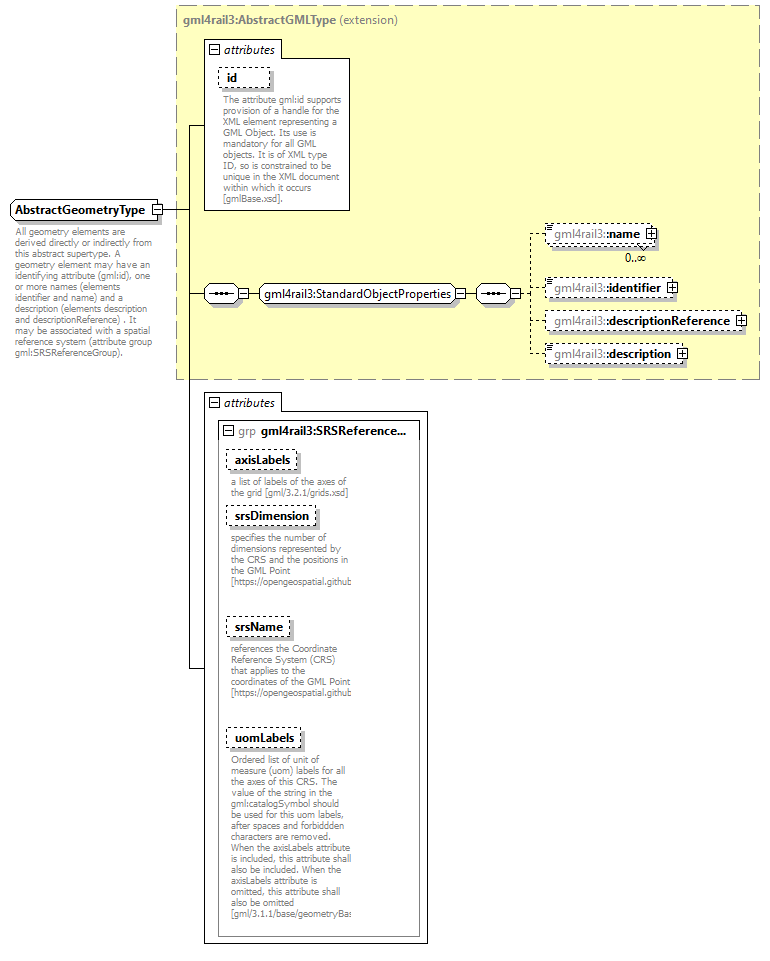 gml4rail3:AbstractGMLType (extension)
attributes
id
The attribute gml:id supports
provision of a handle for the
XML element representing a
GML Object. Its use is
mandatory for all GML
objects. It is of XML type
ID, so is constrained to be
unique in the XML document
within which it occurs
[gmlBase.xsd].
AbstractGeometryType
All geometry elements are
derived directly or indirectly from
this abstract supertype. A
geometry element may have an
identifying attribute (gml:id), one
or more names (elements
identifier and name) and a
description (elements description
and descriptionReference) . It
may be associated with a spatial
reference system (attribute group
gml:SRSReferenceGroup).
gml4rail3:StandardObjectProperties
gml4rail3::name
0..∞
gml4rail3::identifier
gml4rail3::descriptionReference
gml4rail3::description
attributes
grp gml4rail3:SRSReference...
axisLabels
a list of labels of the axes of
the grid [gml/3.2.1/grids.xsd]
srsDimension
specifies the number of
dimensions represented by
the CRS and the positions in
the GML Point
[https://opengeospatial.github
srsName
references the Coordinate
Reference System (CRS)
that applies to the
coordinates of the GML Point
[https://opengeospatial.github
uomLabels
Ordered list of unit of
measure (uom) labels for all
the axes of this CRS. The
value of the string in the
gml:catalogSymbol should
be used for this uom labels,
after spaces and forbiddden
characters are removed.
When the axisLabels attribute
is included, this attribute shall
also be included. When the
axisLabels attribute is
omitted, this attribute shall
also be omitted
[gml/3.1.1/base/geometryBas